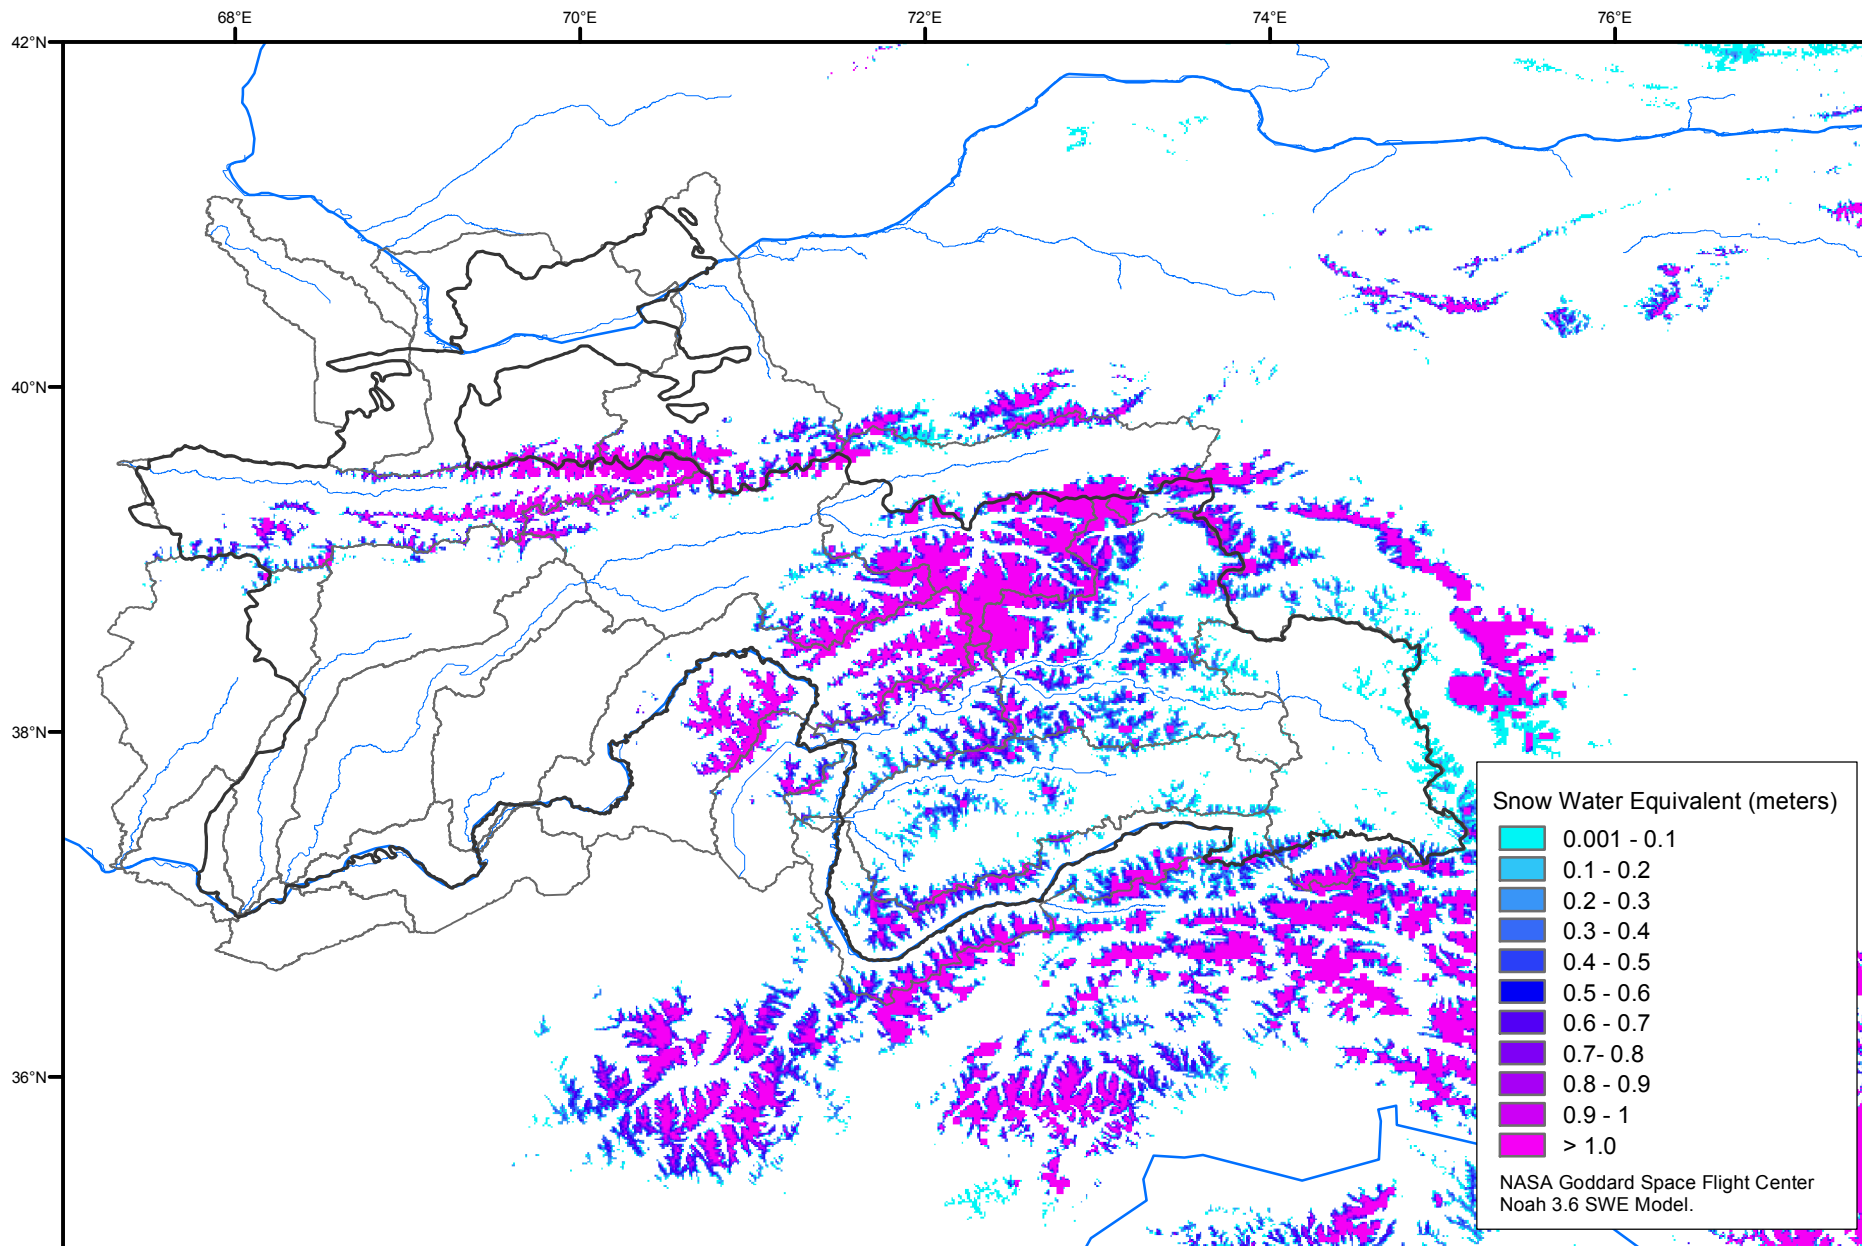 68°E
70°E
72°E
74°E
76°E
42°N
40°N
38°N
36°N
Snow Water Equivalent (meters)
0.001 - 0.1
0.1 - 0.2
0.2 - 0.3
0.3 - 0.4
0.4 - 0.5
0.5 - 0.6
0.6 - 0.7
0.7- 0.8
0.8 - 0.9
0.9 - 1
> 1.0
NASA Goddard Space Flight Center
Noah 3.6 SWE Model.